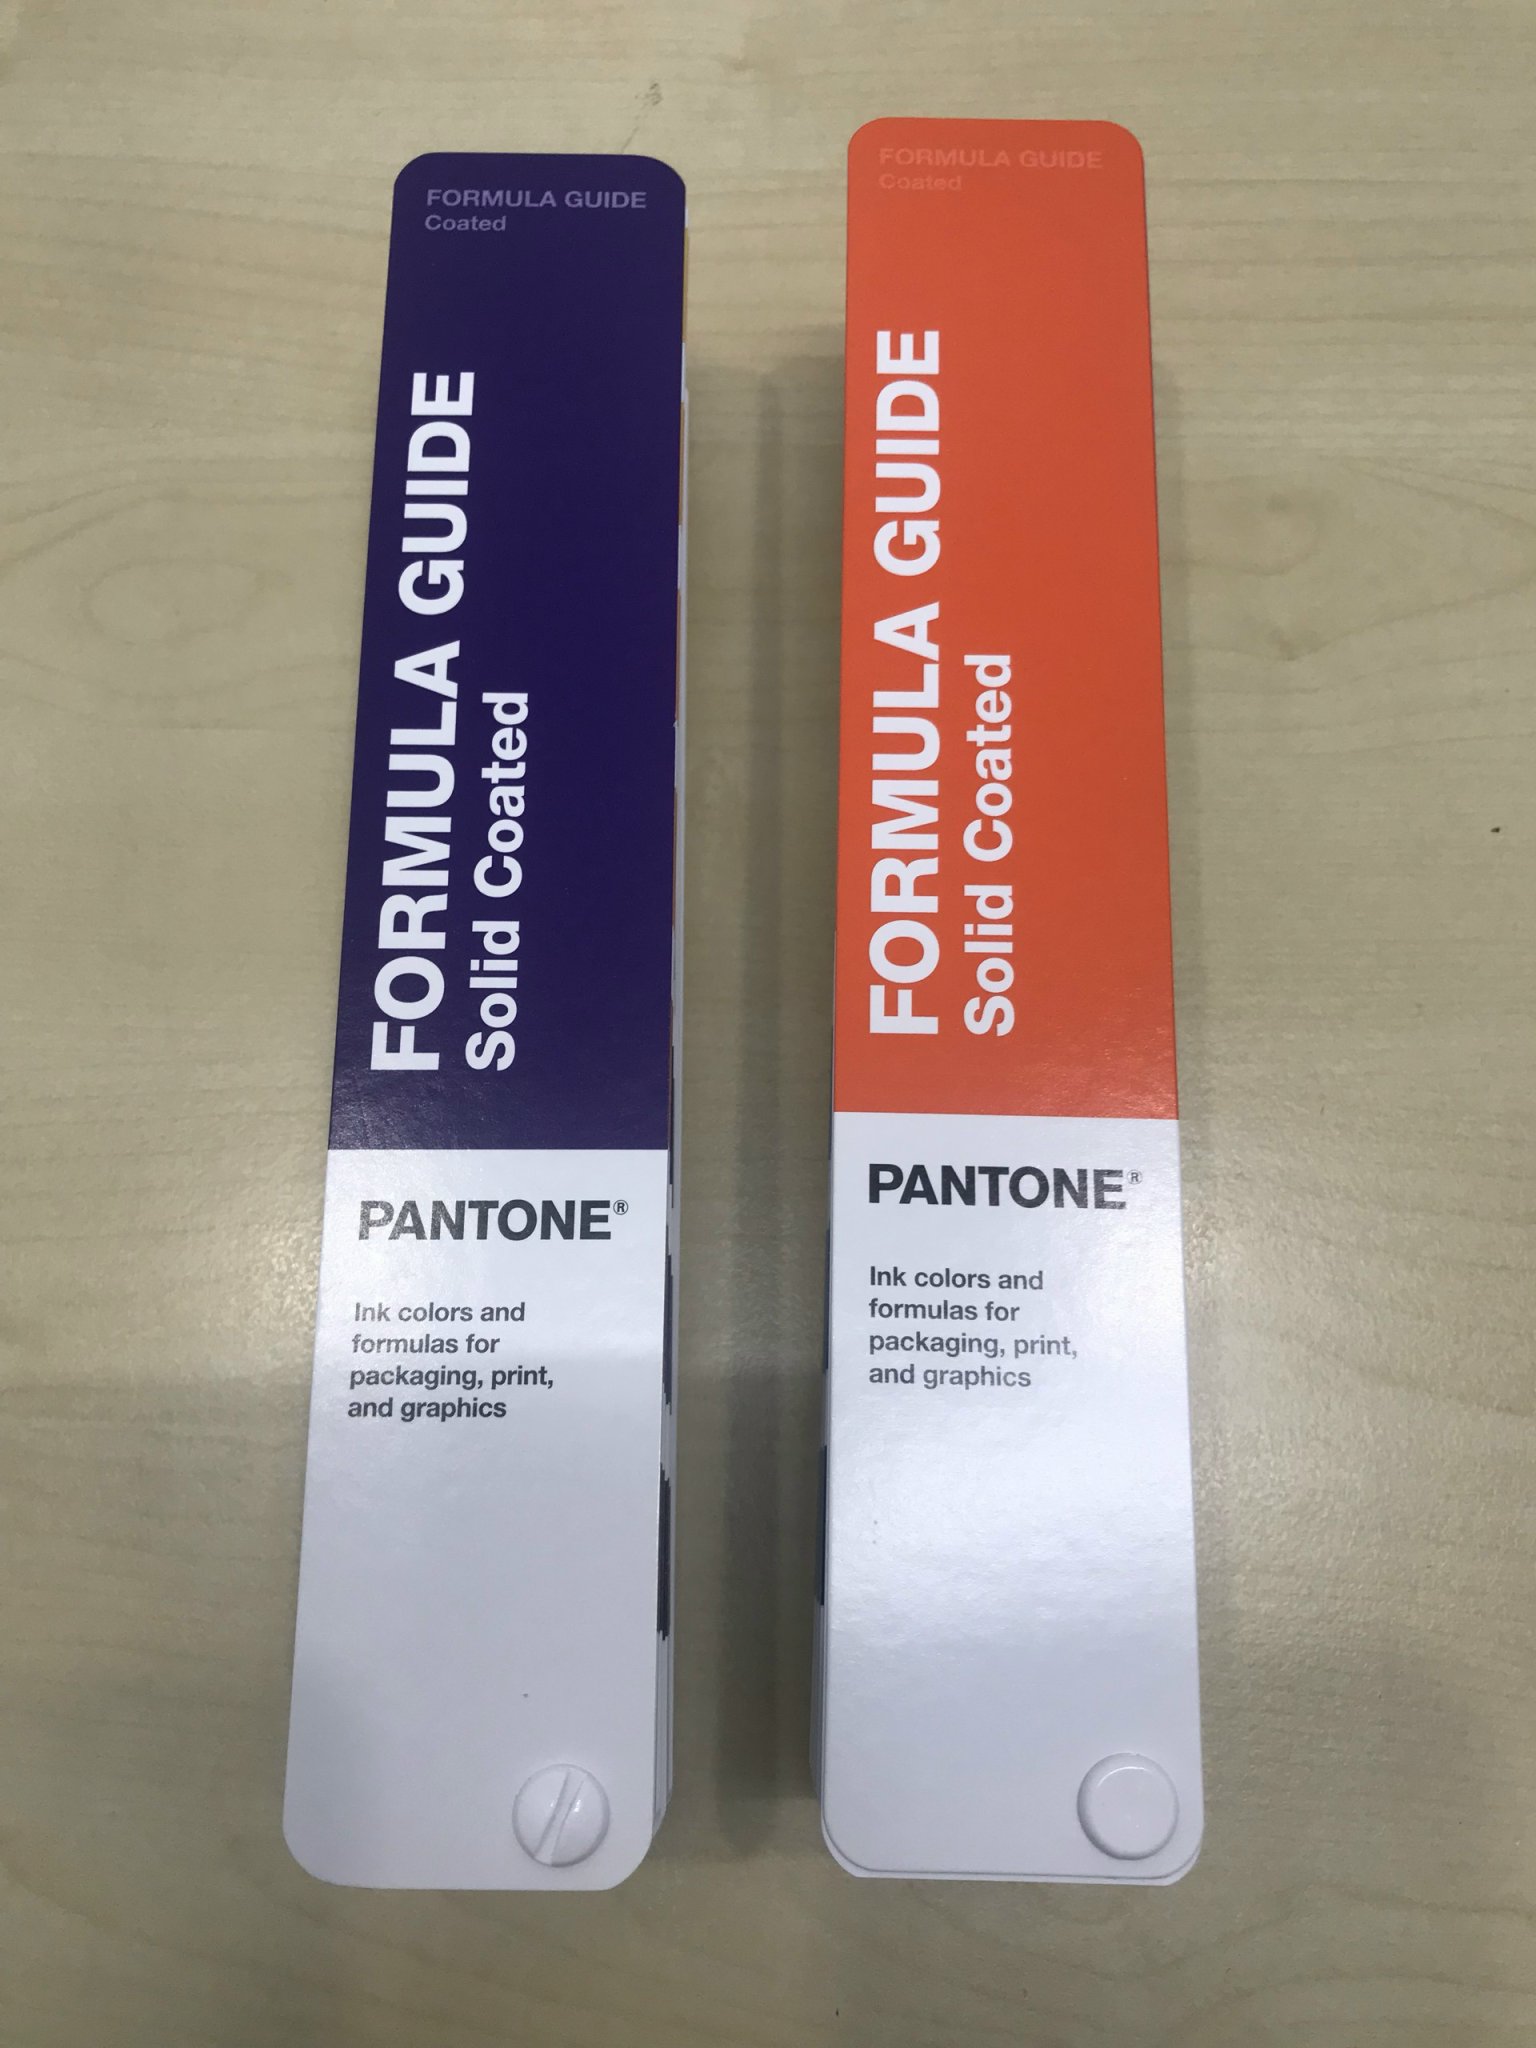 FORMULA GUIDE
Coated
FORMULA GUIDE
Solid Coated
PANTONE®
Ink colors and
formulas for
packaging, print,
and graphics
FORMULA GUIDE
Coated
FORMULA GUIDE
Solid Coated
PANTONE®
Ink colors and
formulas for
packaging, print,
and graphics